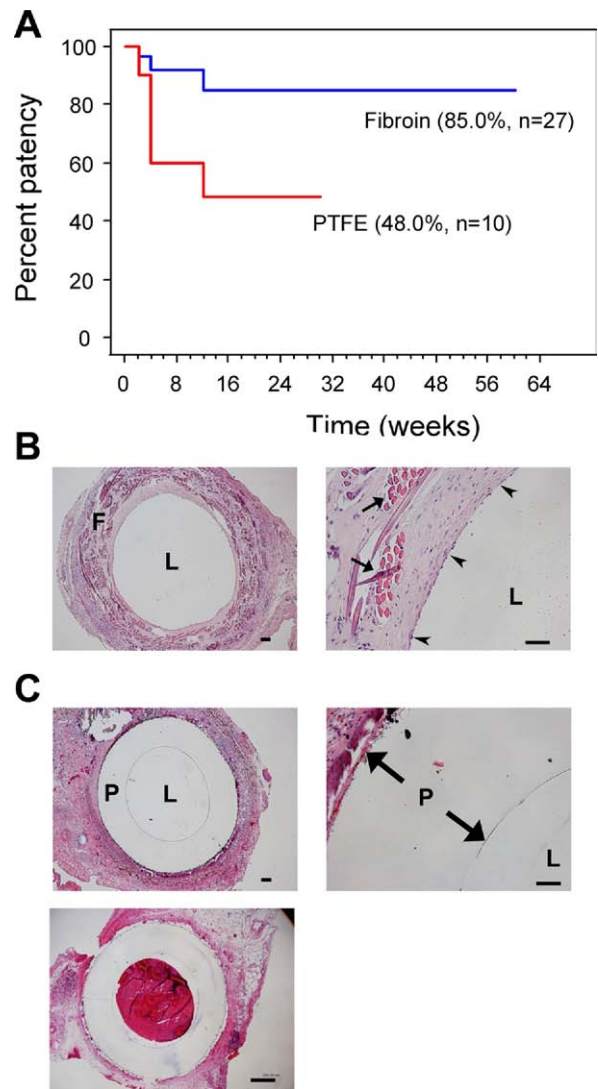 A
100
80
60
40
20
0
Percent patency
Fibroin (85.0%, n=27)
PTFE (48.0%, n=10)
0 8 16 24 32 40 48 56 64
Time (weeks)
B
F
L
L
C
P
L
P
L